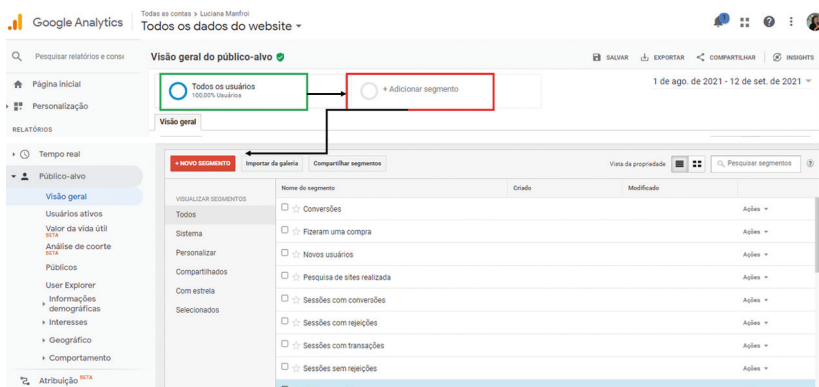 Google Analytics
Todas as contas > Luciana Manfroi
Todos os dados do website
Pesquisar relatórios e conse
Visão geral do público-alvo
SALVAR
EXPORTAR
COMPARTILHAR
INSIGHTS
Página inicial
Personalização
RELATÓRIOS
Tempo real
Público-alvo
Visão geral
Usuários ativos
Valor da vida útil
BETA
Análise de coorte
BETA
Públicos
User Explorer
Informações
demográficas
Interesses
Geográfico
Comportamento
Atribuição BETA
Todos os usuários
100,00% Usuários
+ Adicionar segmento
1 de ago. de 2021 - 12 de set. de 2021
Visão geral
+ NOVO SEGMENTO
Importar da galeria
Compartilhar segmentos
Vista da propriedade
Pesquisar segmentos
VISUALIZAR SEGMENTOS
Todos
Sistema
Personalizar
Compartilhados
Com estrela
Selecionados
Nome do segmento Criado Modificado
Conversões Ações
Fizeram uma compra Ações
Novos usuários Ações
Pesquisa de sites realizada Ações
Sessões com conversões Ações
Sessões com rejeições Ações
Sessões com transações Ações
Sessões sem rejeições Ações